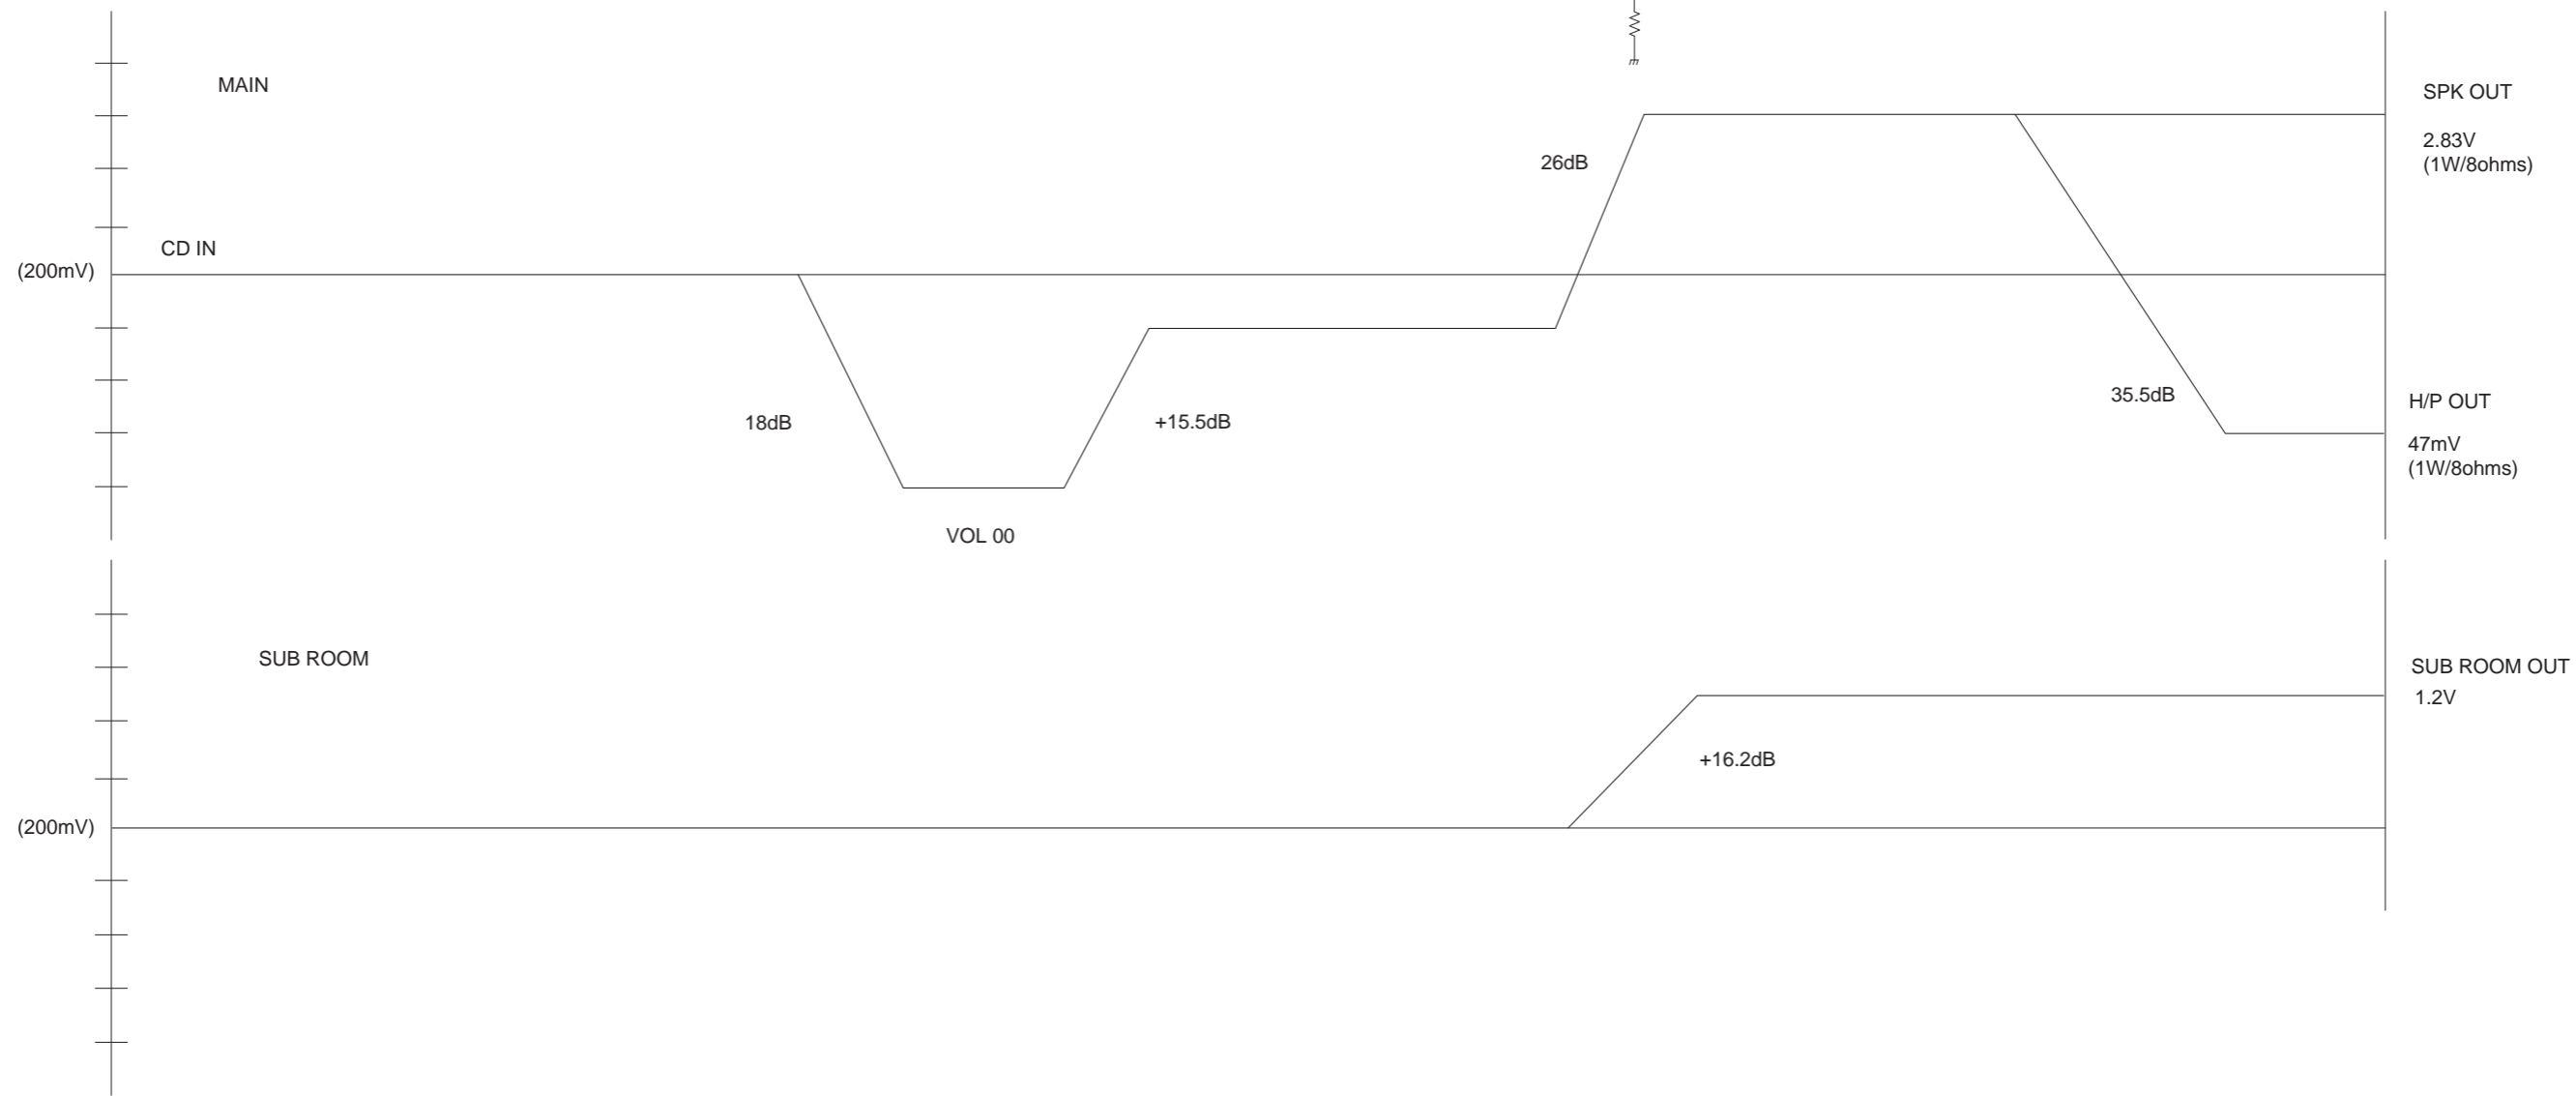 MAIN
SPK OUT
2.83V
(1W/8ohms)
26dB
CD IN
(200mV)
18dB
+15.5dB
35.5dB
H/P OUT
47mV
(1W/8ohms)
VOL 00
SUB ROOM
SUB ROOM OUT
1.2V
+16.2dB
(200mV)